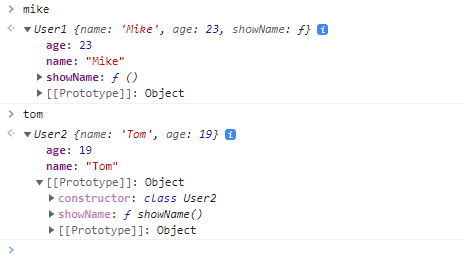 > mike
< User1 {name: 'Mike', age: 23, showName: ƒ} i
age: 23
name: "Mike"
showName: ƒ ()
[[Prototype]]: Object
> tom
< User2 {name: 'Tom', age: 19} i
age: 19
name: "Tom"
[[Prototype]]: Object
constructor: class User2
showName: ƒ showName()
[[Prototype]]: Object
>